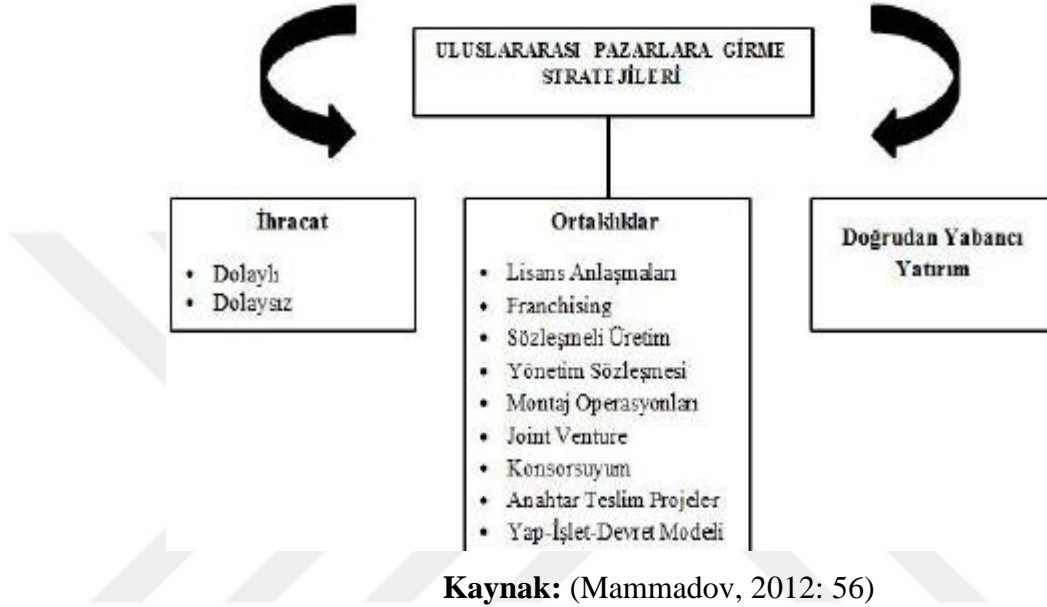 ULUSLARARASI PAZARLARA GİRME
STRATEJİLERİ
İhracat
• Dolaylı
• Dolaysız
Ortaklıklar
• Lisans Anlaşmaları
• Franchising
• Sözleşmeli Üretim
• Yönetim Sözleşmesi
• Montaj Operasyonları
• Joint Venture
• Konsorsuyum
• Anahtar Teslim Projeler
• Yap-İşlet-Devret Modeli
Doğrudan Yabancı
Yatırım
Kaynak: (Mammadov, 2012: 56)